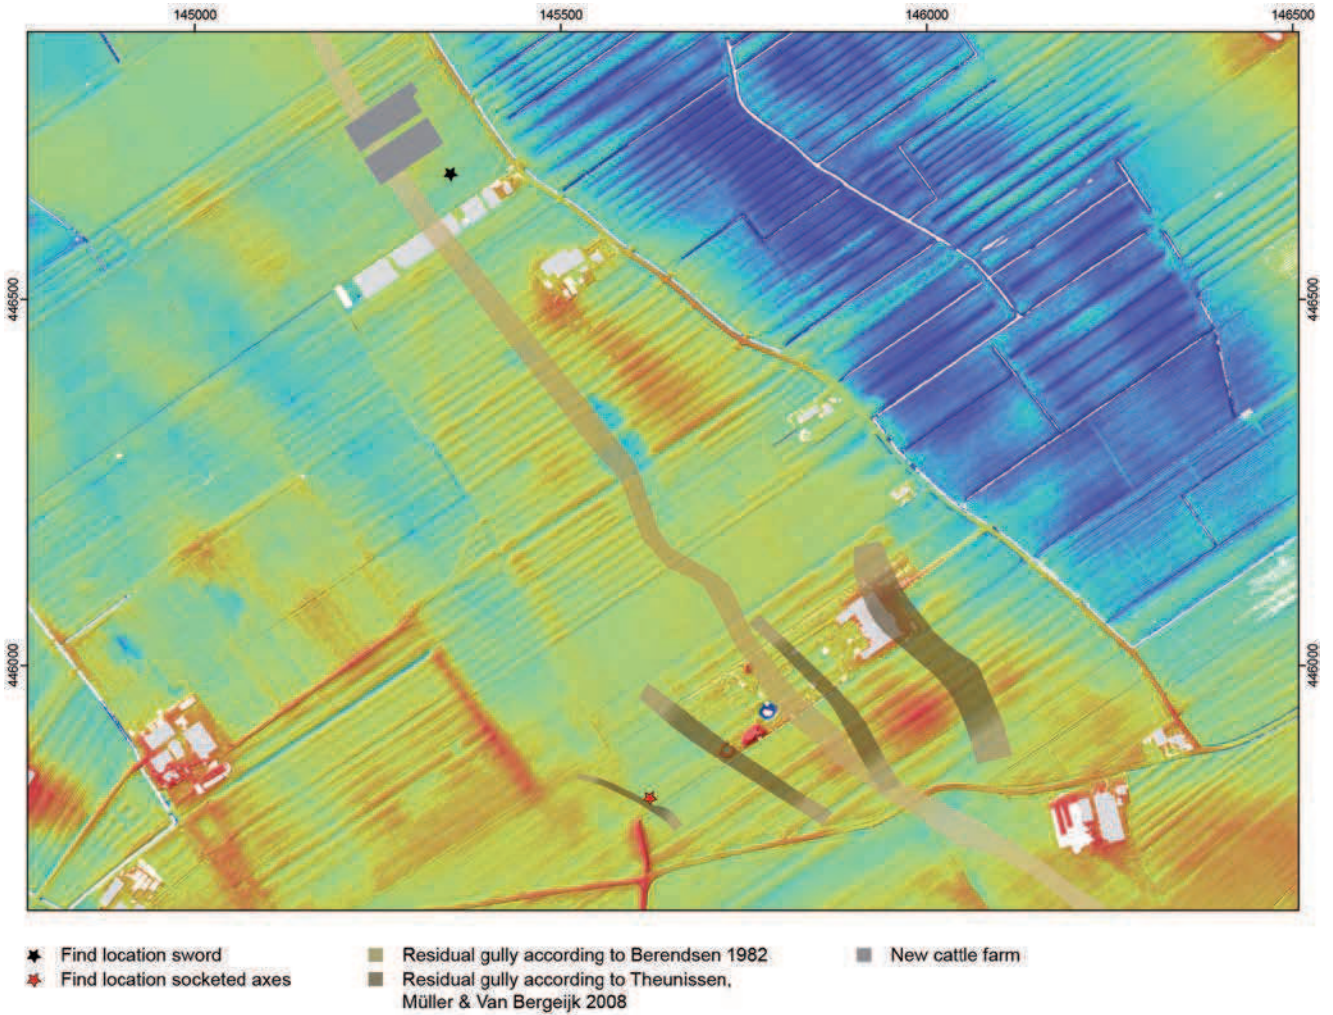 145000 145500 146000 146500
446500 446500
446000 446000
Find location sword
Find location socketed axes
Residual gully according to Berendsen 1982
Residual gully according to Theunissen,
Müller & Van Bergeijk 2008
New cattle farm